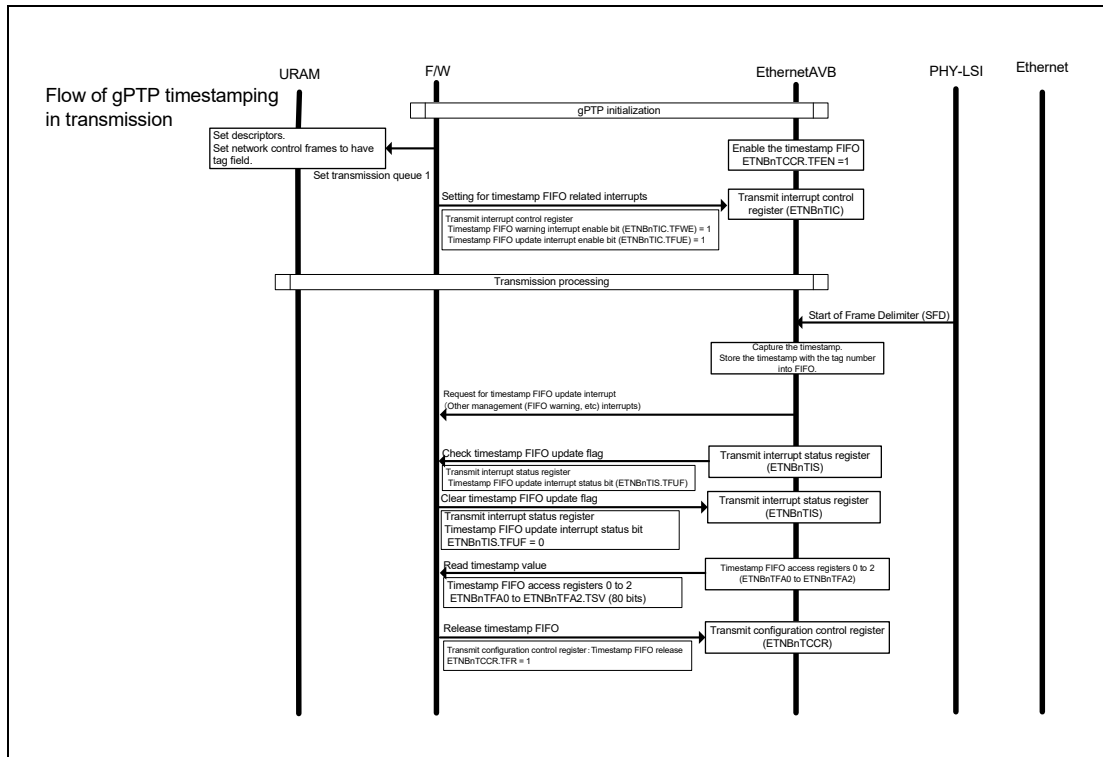 URAM
F/W
EthernetAVB
PHY-LSI
Ethernet
Flow of gPTP timestamping
in transmission
gPTP initialization
Set descriptors.
Set network control frames to have
tag field.
Enable the timestamp FIFO
ETNBnTCCR.TFEN =1
Set transmission queue 1
Setting for timestamp FIFO related interrupts
Transmit interrupt control
register (ETNBnTIC)
Transmit interrupt control register
Timestamp FIFO warning interrupt enable bit (ETNBnTIC.TFWE) = 1
Timestamp FIFO update interrupt enable bit (ETNBnTIC.TFUE) = 1
Transmission processing
Start of Frame Delimiter (SFD)
Capture the timestamp.
Store the timestamp with the tag number
into FIFO.
Request for timestamp FIFO update interrupt
(Other management (FIFO warning, etc) interrupts)
Check timestamp FIFO update flag
Transmit interrupt status register
(ETNBnTIS)
Transmit interrupt status register
Timestamp FIFO update interrupt status bit (ETNBnTIS.TFUF)
Clear timestamp FIFO update flag
Transmit interrupt status register
(ETNBnTIS)
Transmit interrupt status register
Timestamp FIFO update interrupt status bit
ETNBnTIS.TFUF = 0
Read timestamp value
Timestamp FIFO access registers 0 to 2
(ETNBnTFA0 to ETNBnTFA2)
Timestamp FIFO access registers 0 to 2
ETNBnTFA0 to ETNBnTFA2.TSV (80 bits)
Release timestamp FIFO
Transmit configuration control register
(ETNBnTCCR)
Transmit configuration control register: Timestamp FIFO release
ETNBnTCCR.TFR = 1